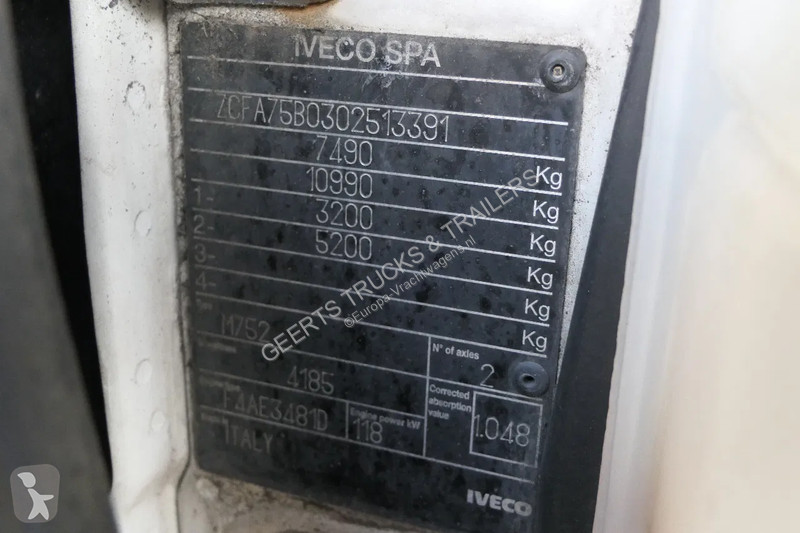 IVECO SPA
ZCFA75B0302513391
7490 Kg
10990 Kg
1- 3200 Kg
2- 5200 Kg
3- Kg
4- Kg
Type
M752
N° of axles
2
4185
Corrected absorption value
1.048
F4AE3481D
Engine power kW
118
ITALY
IVECO
GEERTS TRUCKS & TRAILERS
©Europa-Vrachtwagens.nl